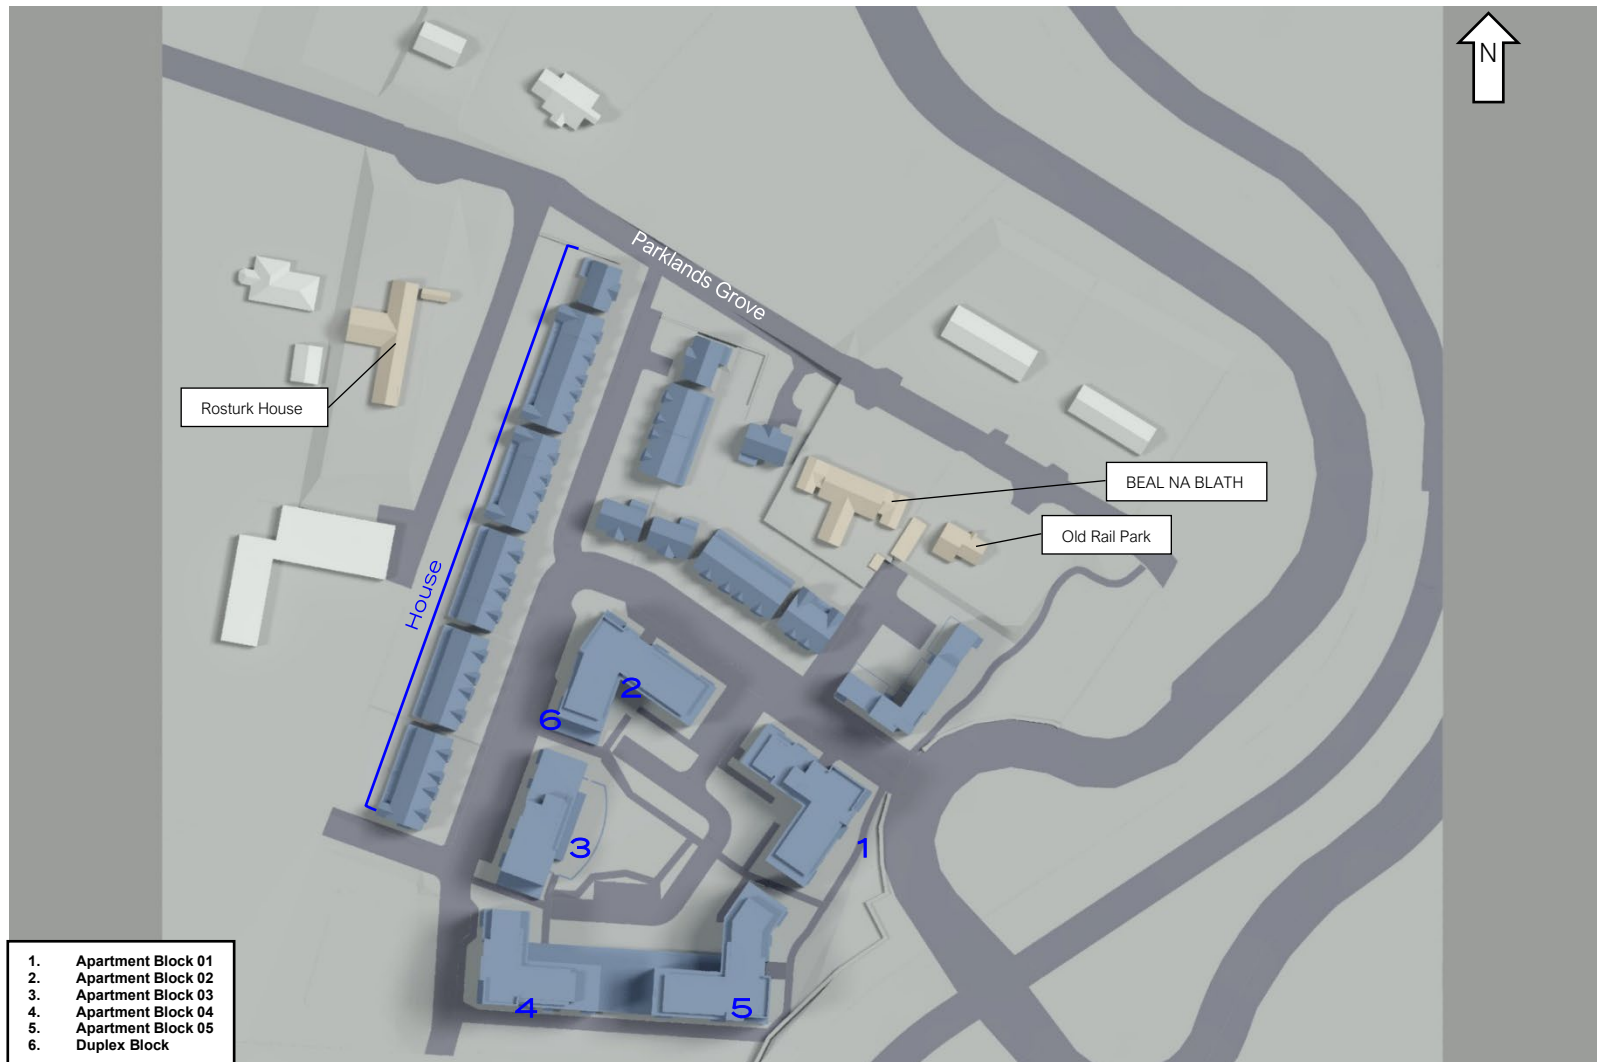 N
Parklands Grove
Rosturk House
BEAL NA BLATH
Old Rail Park
House
2
6
3
1
4
5
1. Apartment Block 01
2. Apartment Block 02
3. Apartment Block 03
4. Apartment Block 04
5. Apartment Block 05
6. Duplex Block